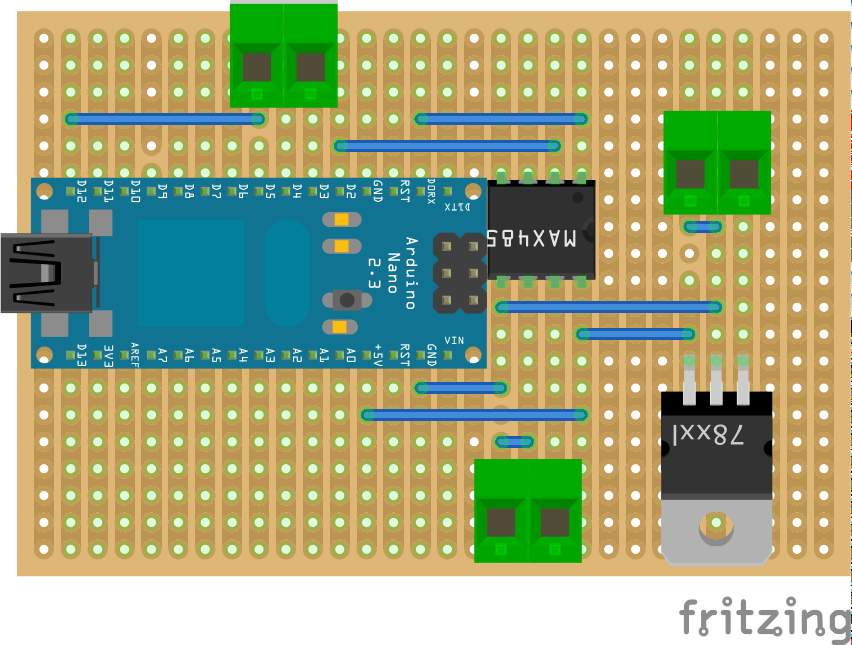 D12 D11 D10 D9 D8 D7 D6 D5 D4 D3 D2 GND RST D0RX D1TX
MAX485
Arduino
Nano
2.3
D13 3V3 AREF A7 A6 A5 A4 A3 A2 A1 A0 +5V RST GND VIN
78xxl
fritzing